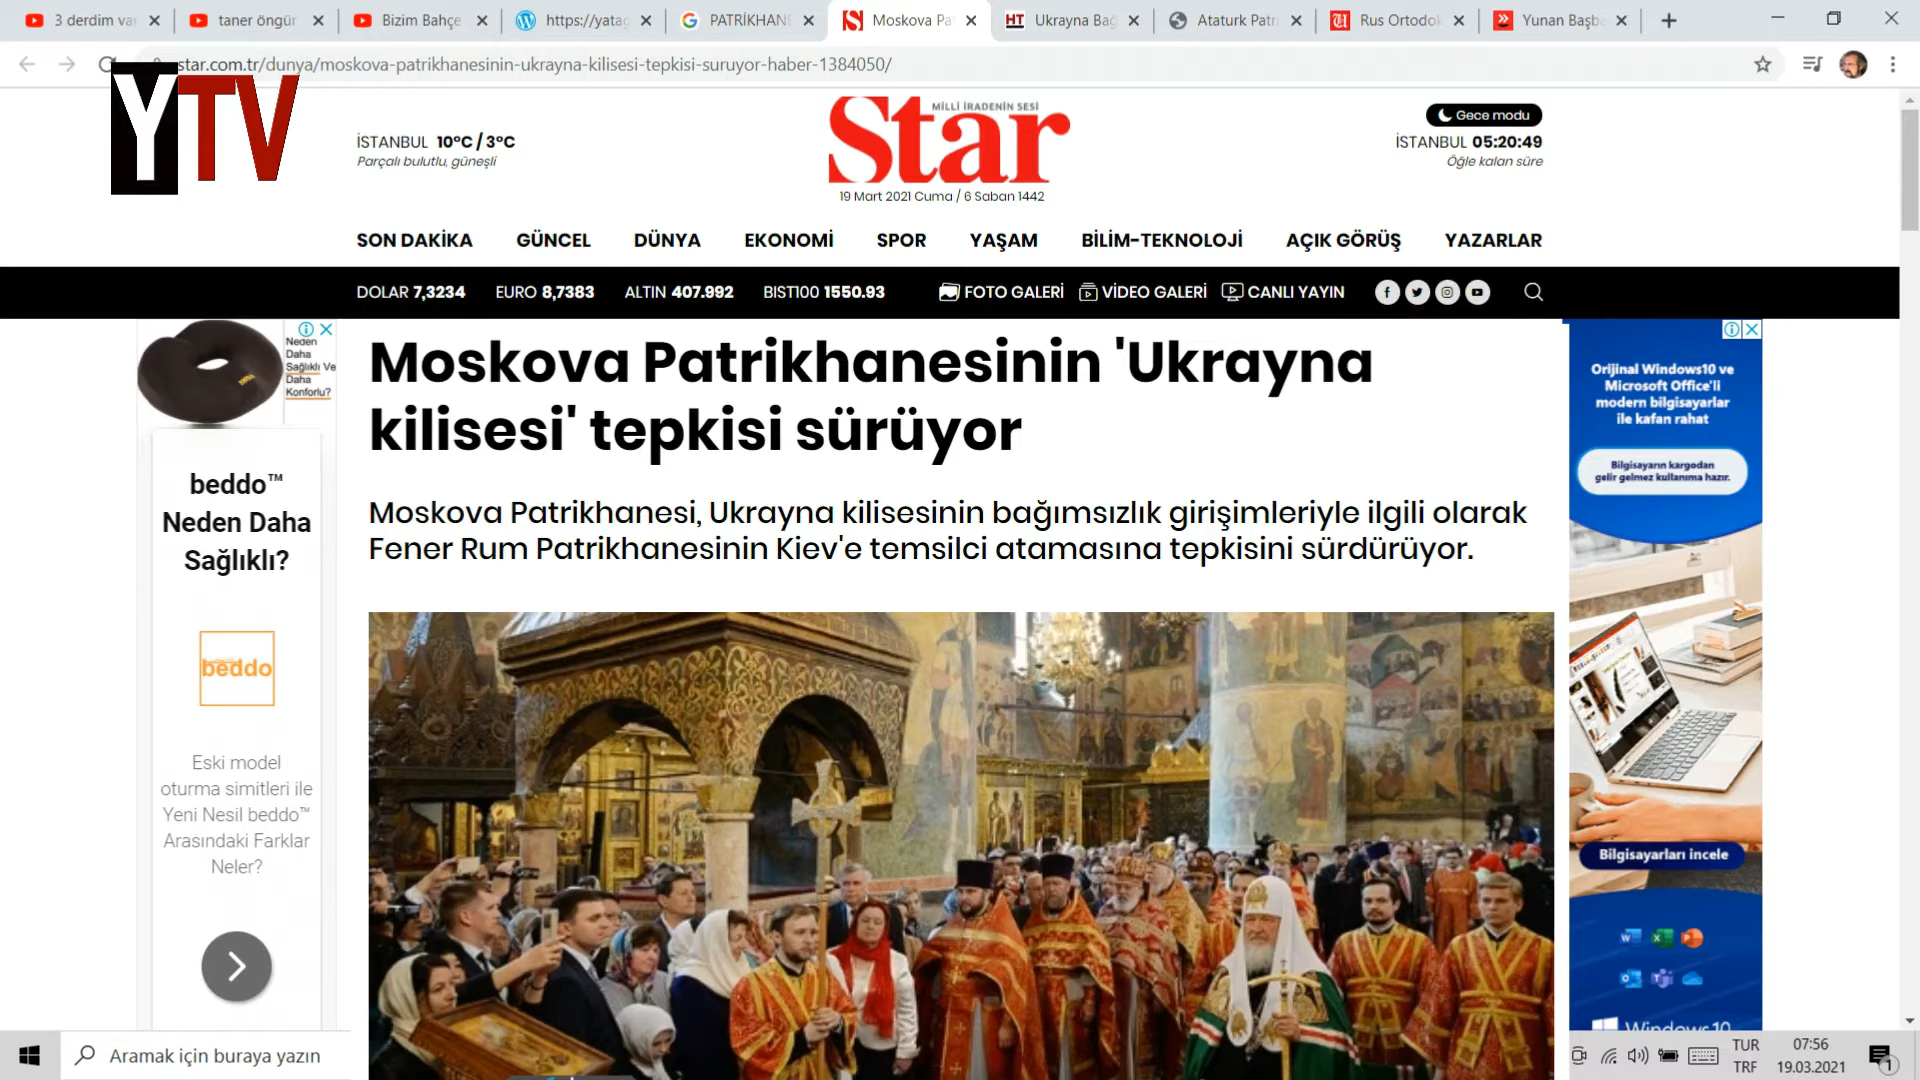 3 derdim var
taner öngür
Bizim Bahçe
https://yatag
PATRİKHANE
Moskova Pa
Ukrayna Bağ
Ataturk Patri
Rus Ortodok
Yunan Başba
star.com.tr/dunya/moskova-patrikhanesinin-ukrayna-kilisesi-tepkisi-suruyor-haber-1384050/
YTV
İSTANBUL 10°C / 3°C
Parçalı bulutlu, güneşli
MİLLİ İRADENİN SESİ
Star
19 Mart 2021 Cuma / 6 Saban 1442
Gece modu
İSTANBUL 05:20:49
Öğle kalan süre
SON DAKİKA GÜNCEL DÜNYA EKONOMİ SPOR YAŞAM BİLİM-TEKNOLOJİ AÇIK GÖRÜŞ YAZARLAR
DOLAR 7,3234 EURO 8,7383 ALTIN 407.992 BIST100 1550.93 FOTO GALERİ VİDEO GALERİ CANLI YAYIN
Neden
Daha
Sağlıklı Ve
Daha
Konforlu?
beddo™
Neden Daha
Sağlıklı?
beddo
Eski model
oturma simitleri ile
Yeni Nesil beddo™
Arasındaki Farklar
Neler?
Moskova Patrikhanesinin 'Ukrayna
kilisesi' tepkisi sürüyor
Moskova Patrikhanesi, Ukrayna kilisesinin bağımsızlık girişimleriyle ilgili olarak
Fener Rum Patrikhanesinin Kiev'e temsilci atamasına tepkisini sürdürüyor.
Orijinal Windows10 ve
Microsoft Office'li
modern bilgisayarlar
ile kafan rahat
Bilgisayarın kargodan
gelir gelmez kullanıma hazır.
Bilgisayarları incele
Windows10
Aramak için buraya yazın
TUR
TRF
07:56
19.03.2021
1